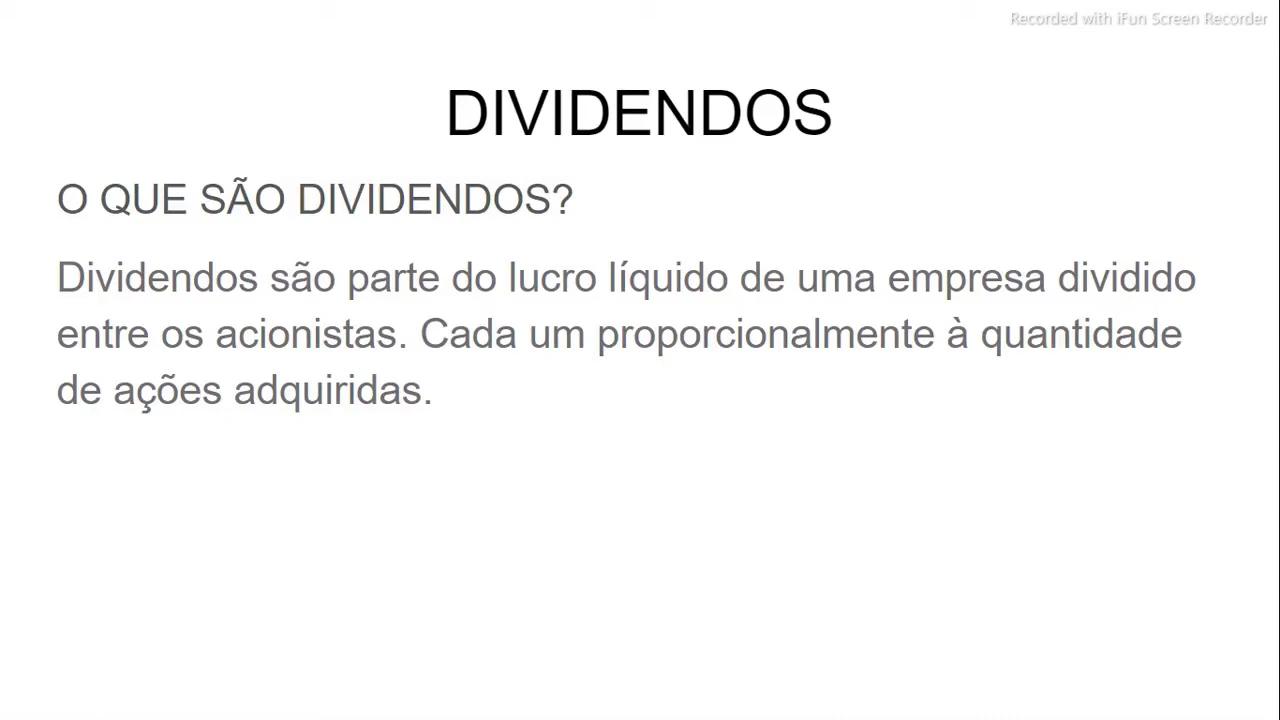 Recorded with iFun Screen Recorder
DIVIDENDOS
O QUE SÃO DIVIDENDOS?
Dividendos são parte do lucro líquido de uma empresa dividido
entre os acionistas. Cada um proporcionalmente à quantidade
de ações adquiridas.